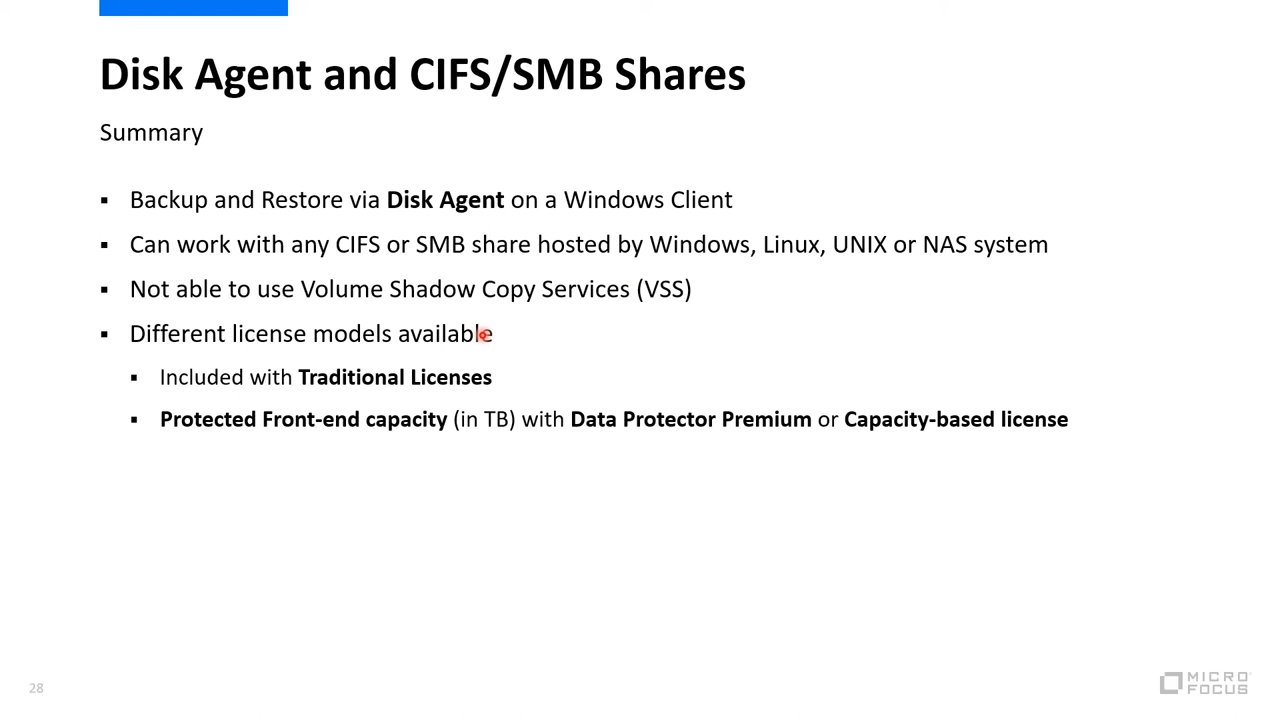 Disk Agent and CIFS/SMB Shares
Summary
▪ Backup and Restore via Disk Agent on a Windows Client
▪ Can work with any CIFS or SMB share hosted by Windows, Linux, UNIX or NAS system
▪ Not able to use Volume Shadow Copy Services (VSS)
▪ Different license models available
▪ Included with Traditional Licenses
▪ Protected Front-end capacity (in TB) with Data Protector Premium or Capacity-based license
28
MICRO
FOCUS